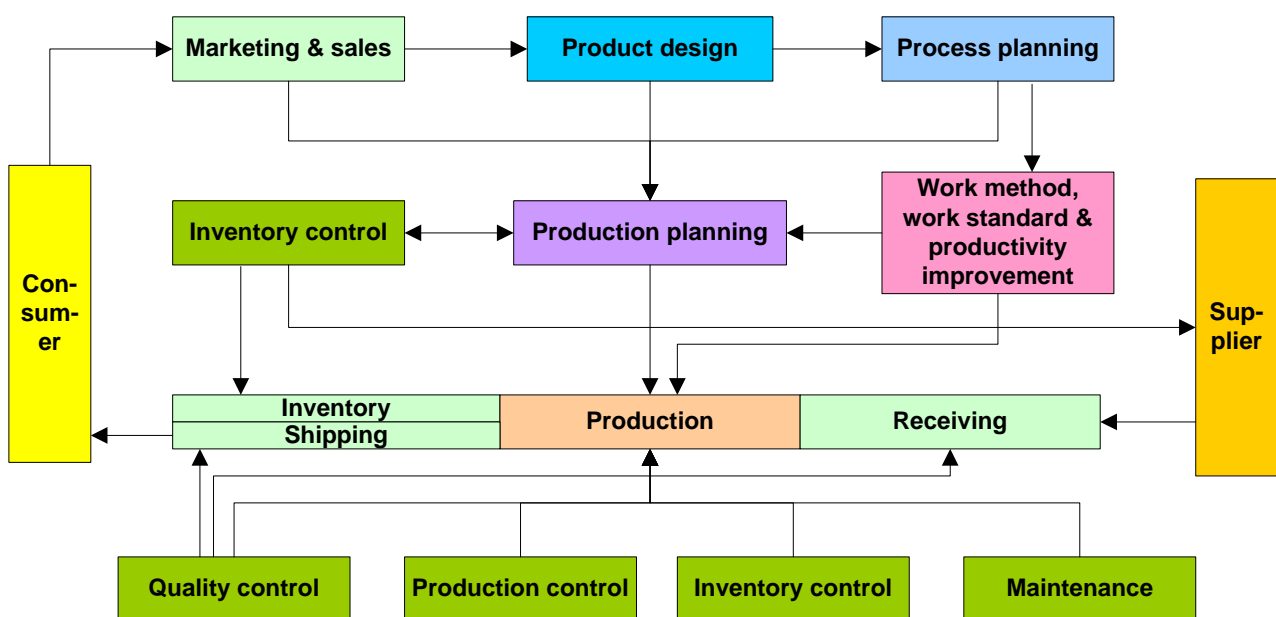 Marketing & sales
Product design
Process planning
Work method,
work standard &
productivity
improvement
Inventory control
Production planning
Con-
sum-
er
Sup-
plier
Inventory
Shipping
Production
Receiving
Quality control
Production control
Inventory control
Maintenance